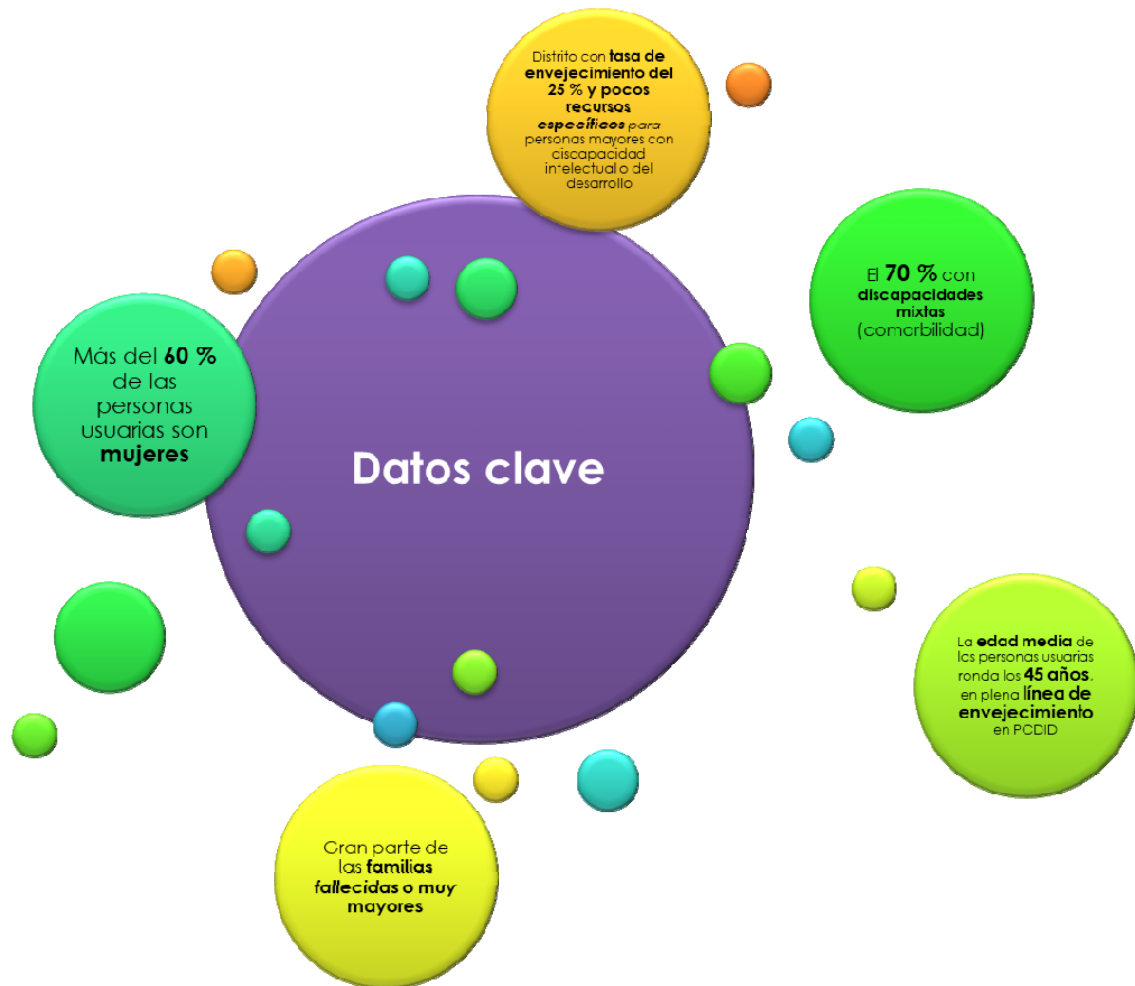 Distrito con tasa de
envejecimiento del
25 % y pocos
recursos
específicos para
personas mayores con
discapacidad
intelectual o del
desarrollo
El 70 % con
discapacidades
mixtas
(comorbilidad)
Más del 60 %
de las
personas
usuarias son
mujeres
Datos clave
La edad media de
las personas usuarias
ronda los 45 años,
en plena línea de
envejecimiento
en PCDID
Gran parte de
las familias
fallecidas o muy
mayores